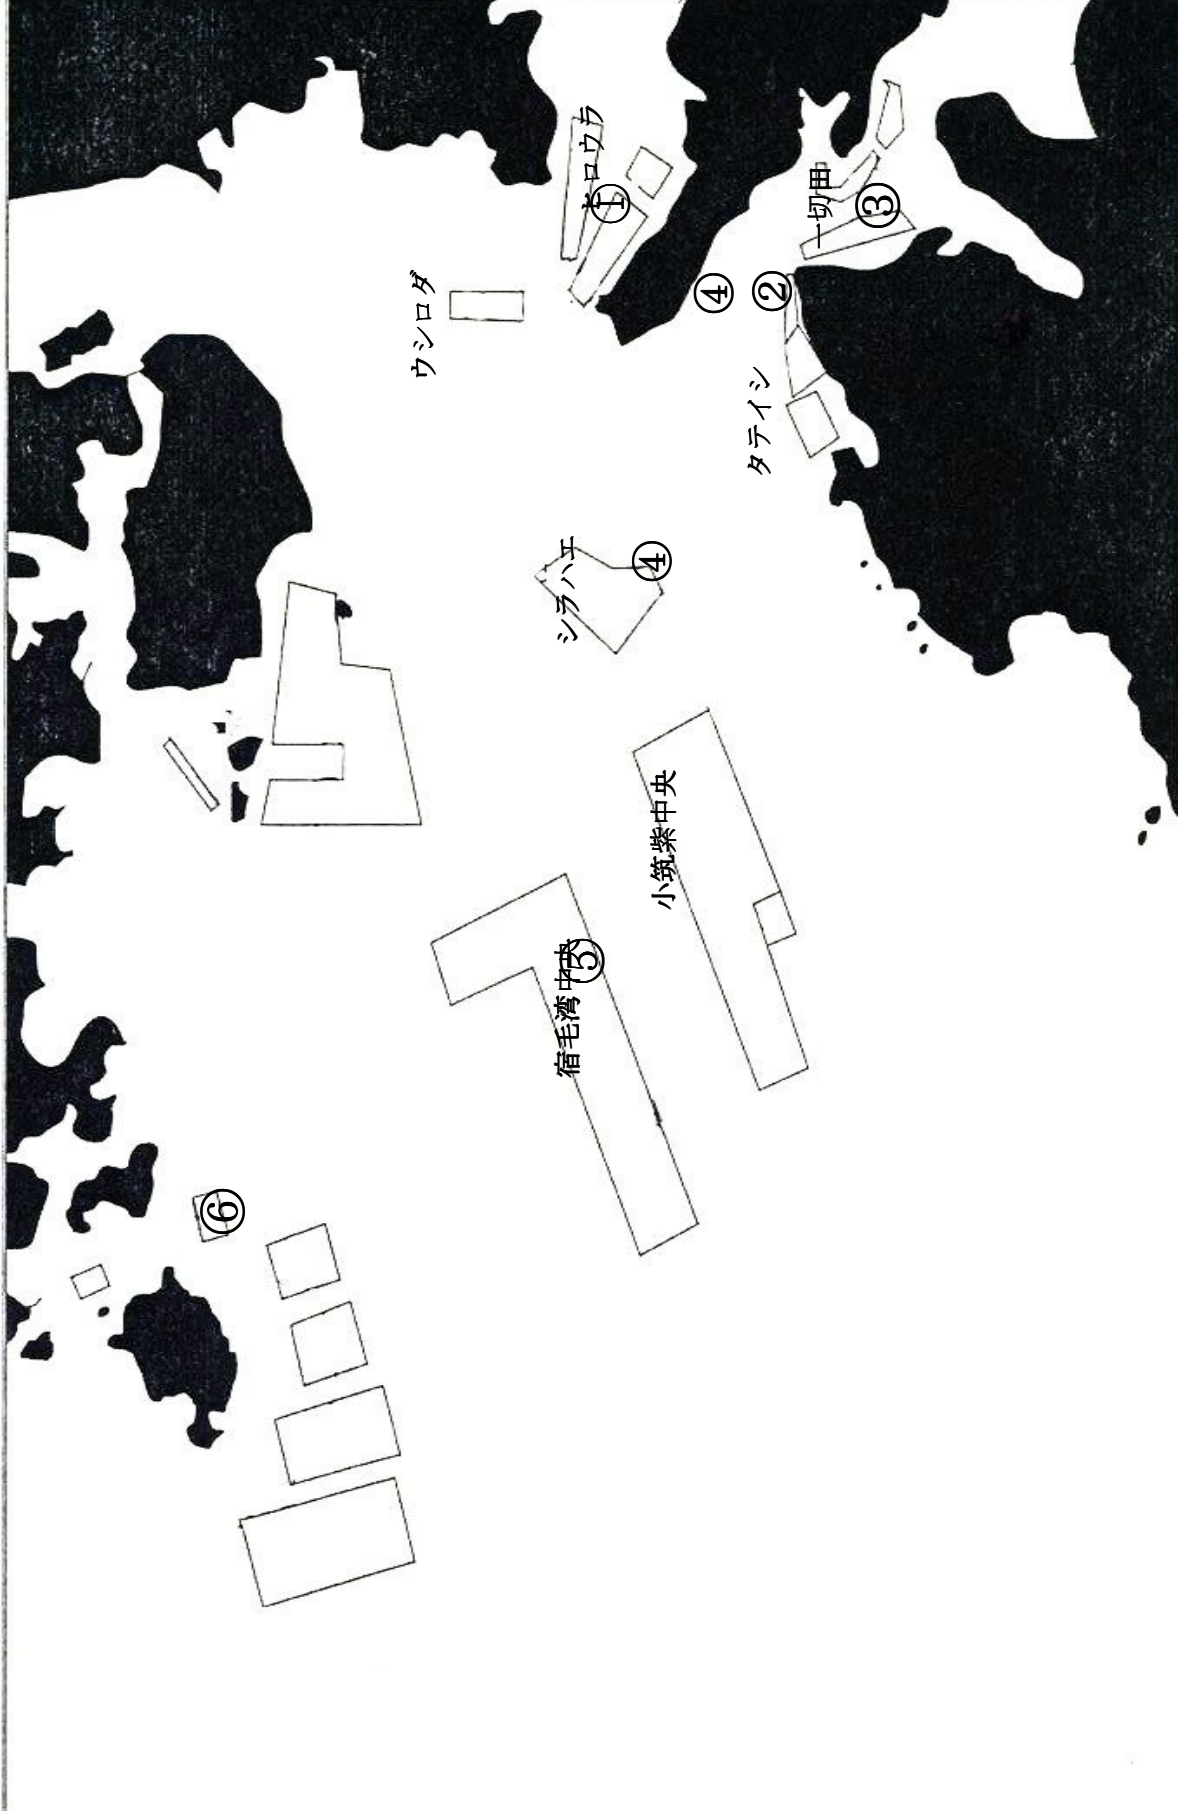 ヒロウラ
①
一切田
③
ウシロダ
④
②
タテイシ
シラハエ
④
小筑紫中央
宿毛湾中央
⑤
⑥